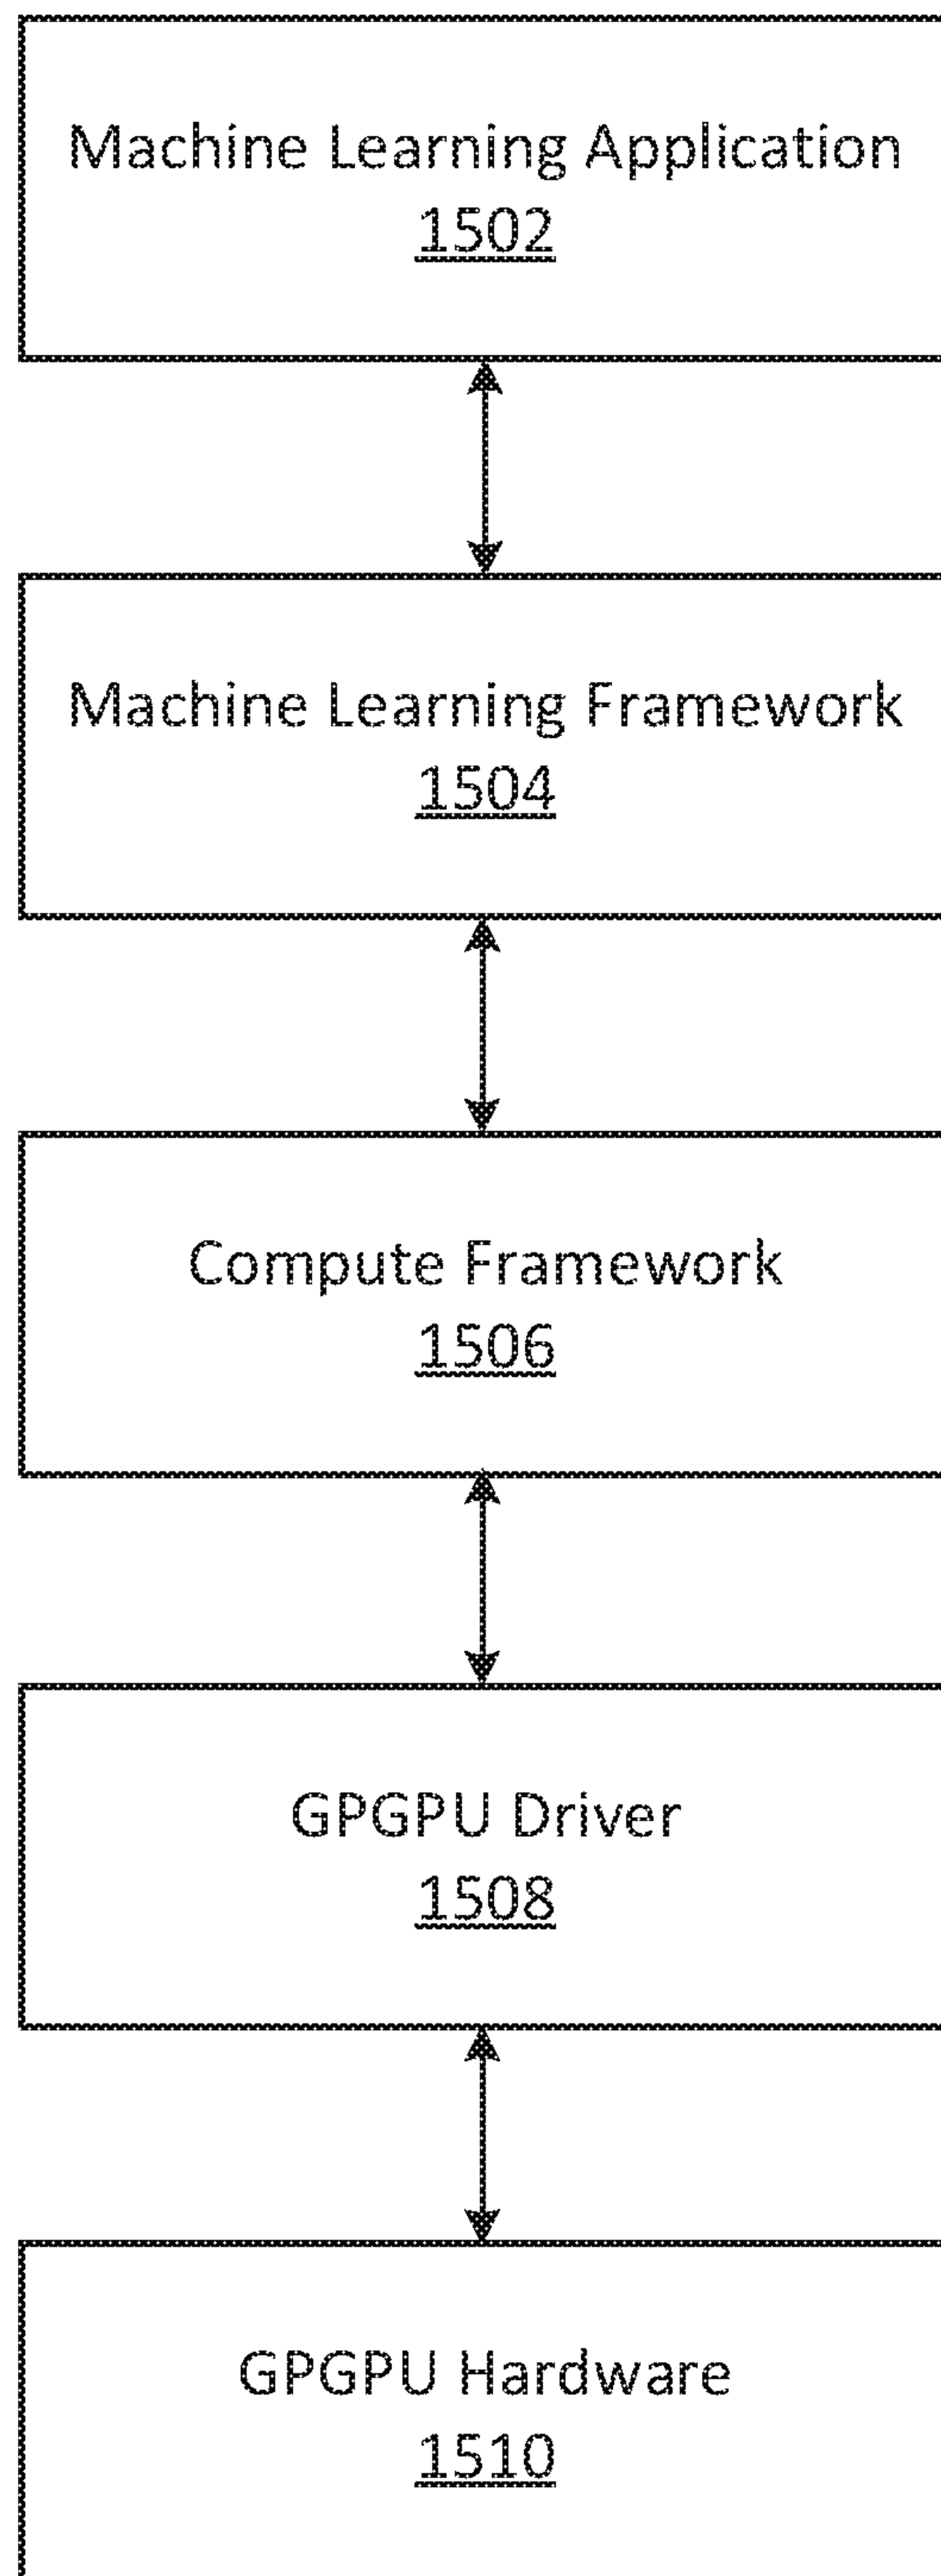 Machine Learning Application
1502
Machine Learning Framework
1504
Compute Framework
1506
GPGPU Driver
1508
GPGPU Hardware
1510